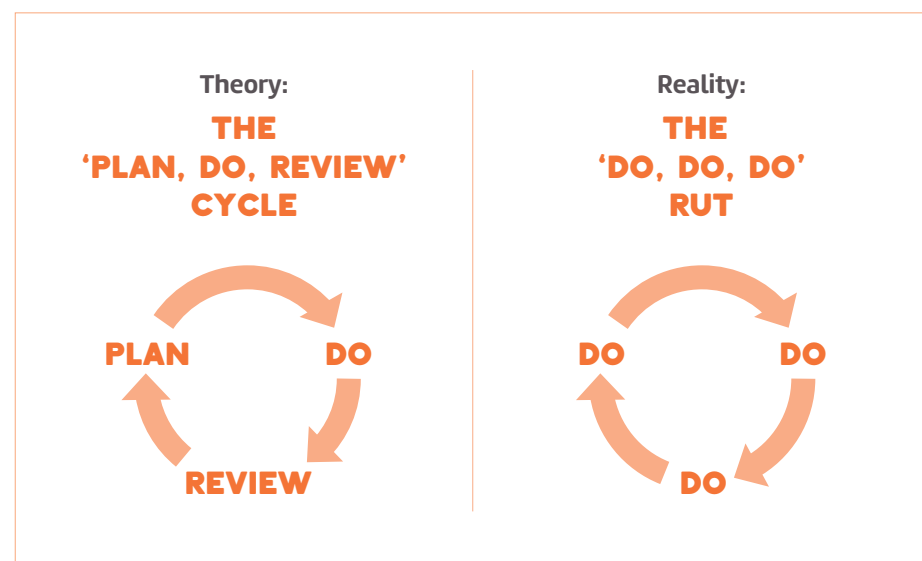 Theory:
THE
‘PLAN, DO, REVIEW’
CYCLE
PLAN
DO
REVIEW
Reality:
THE
‘DO, DO, DO’
RUT
DO
DO
DO